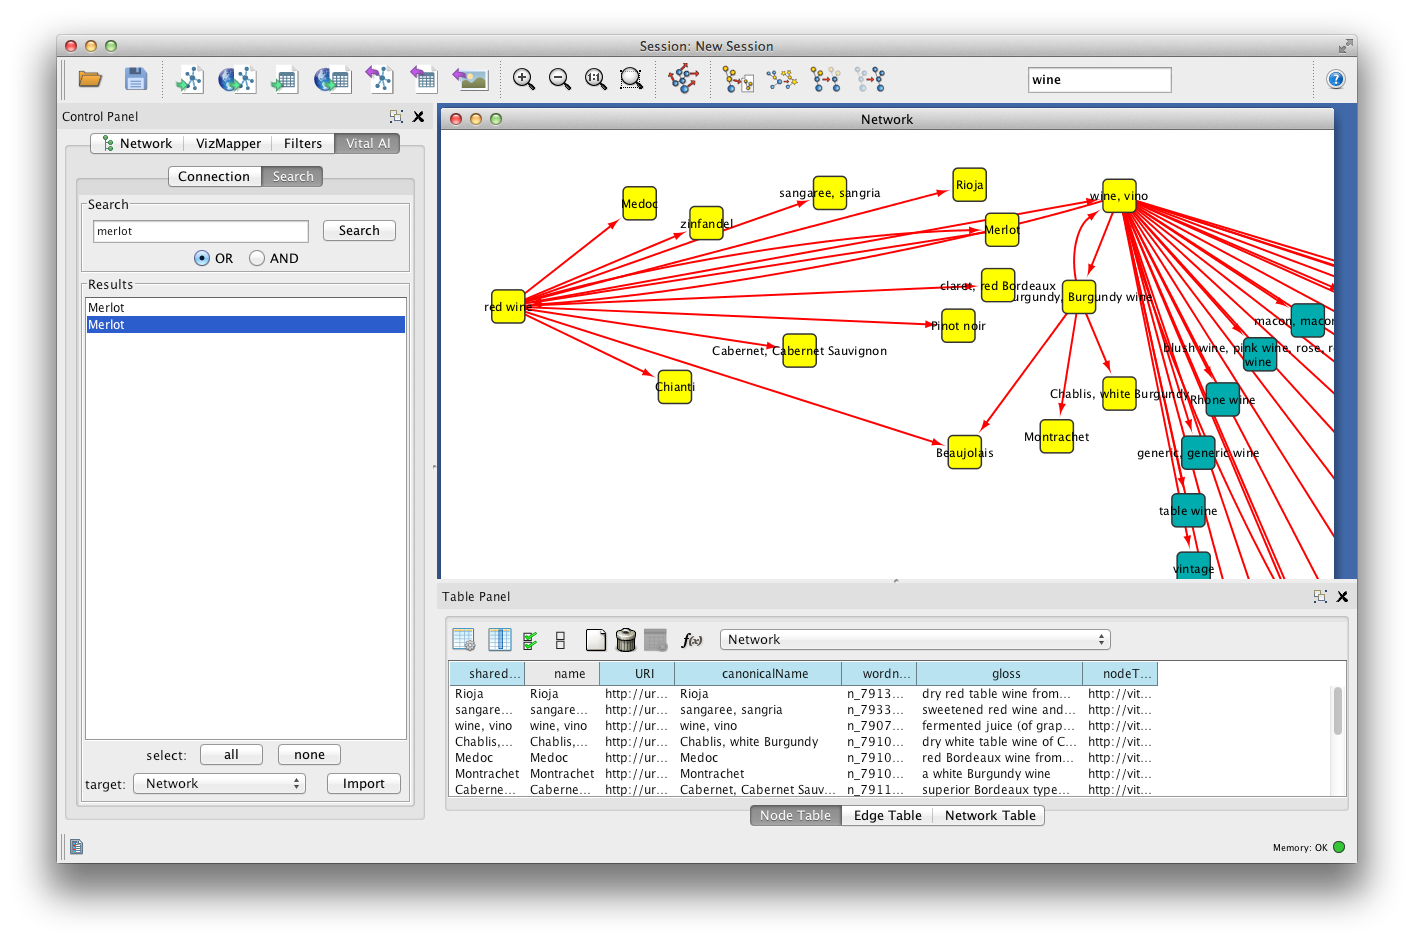 Session: New Session
1:1
wine
?
Control Panel
Network
VizMapper
Filters
Vital AI
Connection
Search
Search
merlot
Search
OR
AND
Results
Merlot
Merlot
select:
all
none
target:
Network
Import
Network
Medoc
sangaree, sangria
Rioja
wine, vino
zinfandel
Merlot
red wine
claret, red Bordeaux
urgundy, Burgundy wine
Pinot noir
macon, macon
Cabernet, Cabernet Sauvignon
blush wine, pink wine, rose, r
wine
Chianti
Chablis, white Burgundy
Rhone wine
Montrachet
Beaujolais
generic, generic wine
table wine
vintage
Table Panel
f(x)
Network
shared... name URI canonicalName wordn... gloss nodeT...
Rioja Rioja http://ur... Rioja n_7913... dry red table wine from... http://vit...
sangare... sangare... http://ur... sangaree, sangria n_7933... sweetened red wine and... http://vit...
wine, vino wine, vino http://ur... wine, vino n_7907... fermented juice (of grap... http://vit...
Chablis,... Chablis,... http://ur... Chablis, white Burgundy n_7910... dry white table wine of C... http://vit...
Medoc Medoc http://ur... Medoc n_7910... red Bordeaux wine from... http://vit...
Montrachet Montrachet http://ur... Montrachet n_7910... a white Burgundy wine http://vit...
Caberne... Caberne... http://ur... Cabernet, Cabernet Sauv... n_7911... superior Bordeaux type... http://vit...
Node Table
Edge Table
Network Table
Memory: OK